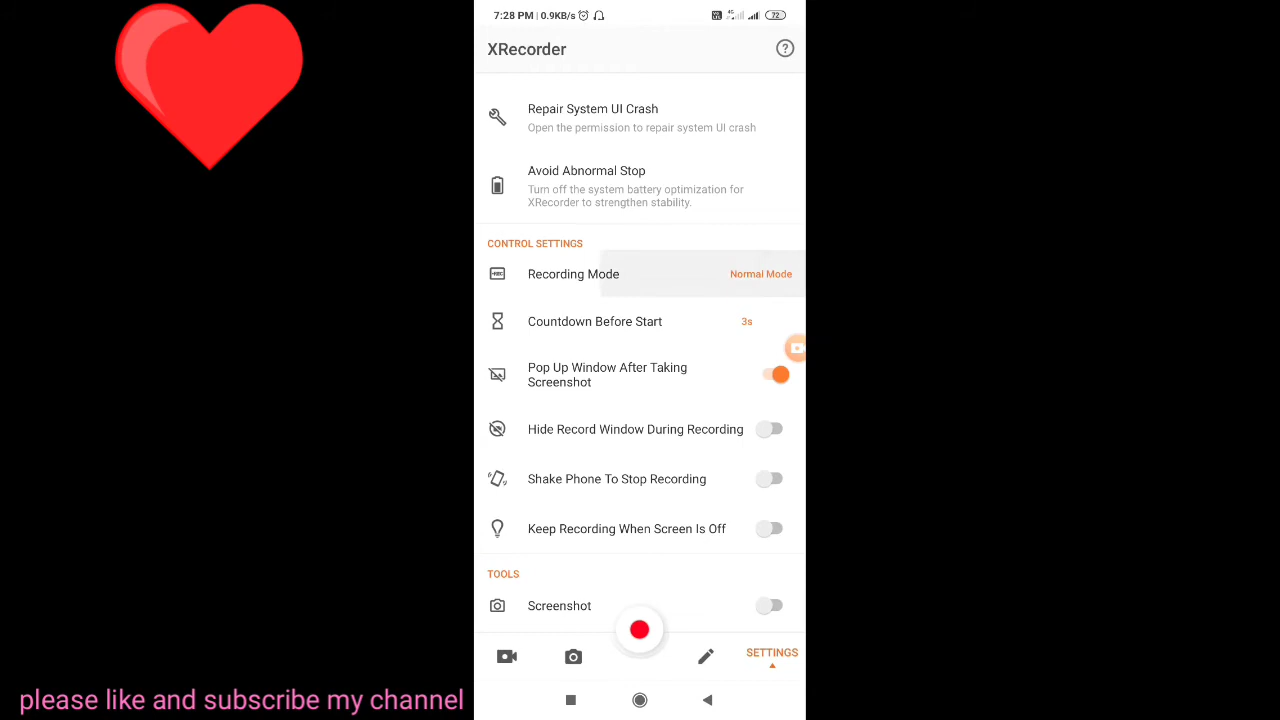 7:28 PM | 0.9KB/s
4G
72
XRecorder
Repair System UI Crash
Open the permission to repair system UI crash
Avoid Abnormal Stop
Turn off the system battery optimization for
XRecorder to strengthen stability.
CONTROL SETTINGS
Recording Mode
Normal Mode
Countdown Before Start
3s
Pop Up Window After Taking
Screenshot
Hide Record Window During Recording
Shake Phone To Stop Recording
Keep Recording When Screen Is Off
TOOLS
Screenshot
SETTINGS
please like and subscribe my channel